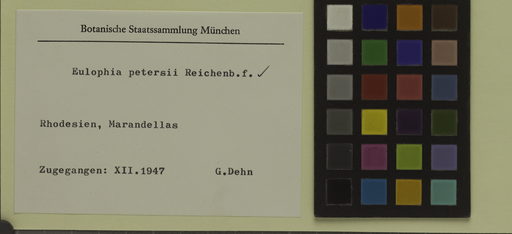 Botanische Staatssammlung München
Eulophia petersii Reichenb.f. ✓
Rhodesien, Marandellas
Zugegangen: XII.1947 G.Dehn